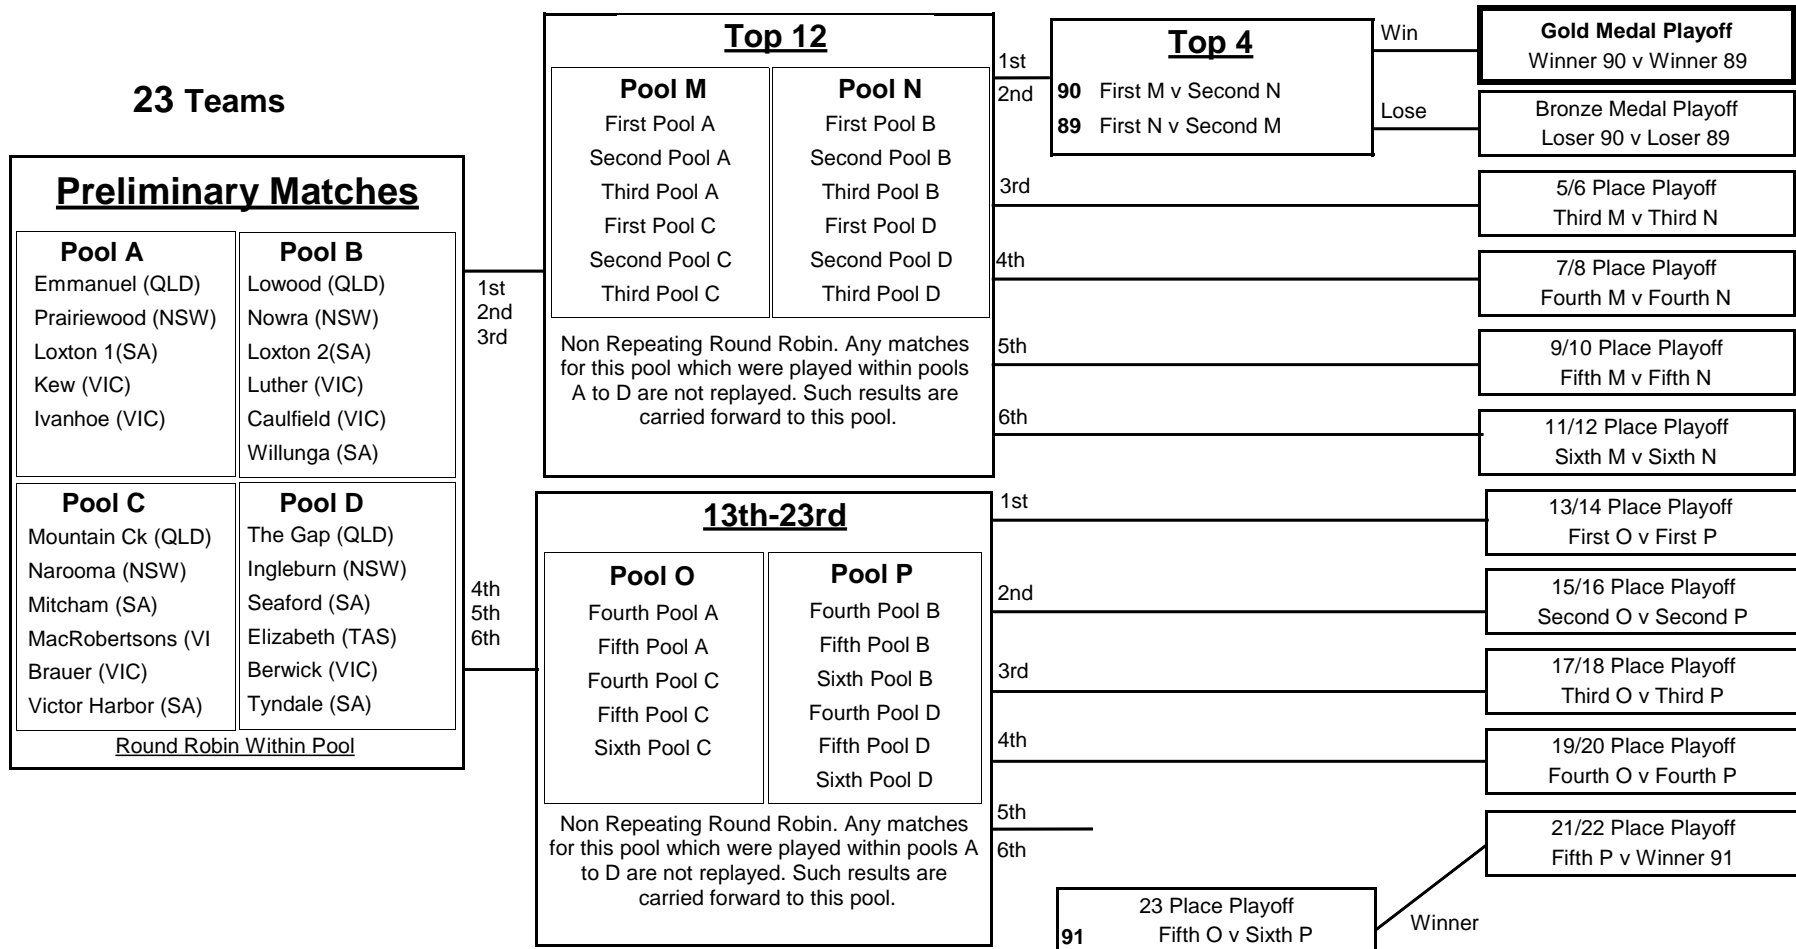 23 Teams
Preliminary Matches
Pool A
Emmanuel (QLD)
Prairiewood (NSW)
Loxton 1(SA)
Kew (VIC)
Ivanhoe (VIC)
Pool B
Lowood (QLD)
Nowra (NSW)
Loxton 2(SA)
Luther (VIC)
Caulfield (VIC)
Willunga (SA)
Pool C
Mountain Ck (QLD)
Narooma (NSW)
Mitcham (SA)
MacRobertsons (VI
Brauer (VIC)
Victor Harbor (SA)
Pool D
The Gap (QLD)
Ingleburn (NSW)
Seaford (SA)
Elizabeth (TAS)
Berwick (VIC)
Tyndale (SA)
Round Robin Within Pool
1st
2nd
3rd
4th
5th
6th
Top 12
Pool M
First Pool A
Second Pool A
Third Pool A
First Pool C
Second Pool C
Third Pool C
Pool N
First Pool B
Second Pool B
Third Pool B
First Pool D
Second Pool D
Third Pool D
Non Repeating Round Robin. Any matches
for this pool which were played within pools
A to D are not replayed. Such results are
carried forward to this pool.
13th-23rd
Pool O
Fourth Pool A
Fifth Pool A
Fourth Pool C
Fifth Pool C
Sixth Pool C
Pool P
Fourth Pool B
Fifth Pool B
Sixth Pool B
Fourth Pool D
Fifth Pool D
Sixth Pool D
Non Repeating Round Robin. Any matches
for this pool which were played within pools A
to D are not replayed. Such results are
carried forward to this pool.
1st
2nd
Top 4
90 First M v Second N
89 First N v Second M
Win
Lose
Gold Medal Playoff
Winner 90 v Winner 89
Bronze Medal Playoff
Loser 90 v Loser 89
3rd
5/6 Place Playoff
Third M v Third N
4th
7/8 Place Playoff
Fourth M v Fourth N
5th
9/10 Place Playoff
Fifth M v Fifth N
6th
11/12 Place Playoff
Sixth M v Sixth N
1st
13/14 Place Playoff
First O v First P
2nd
15/16 Place Playoff
Second O v Second P
3rd
17/18 Place Playoff
Third O v Third P
4th
19/20 Place Playoff
Fourth O v Fourth P
5th
6th
21/22 Place Playoff
Fifth P v Winner 91
23 Place Playoff
91 Fifth O v Sixth P
Winner